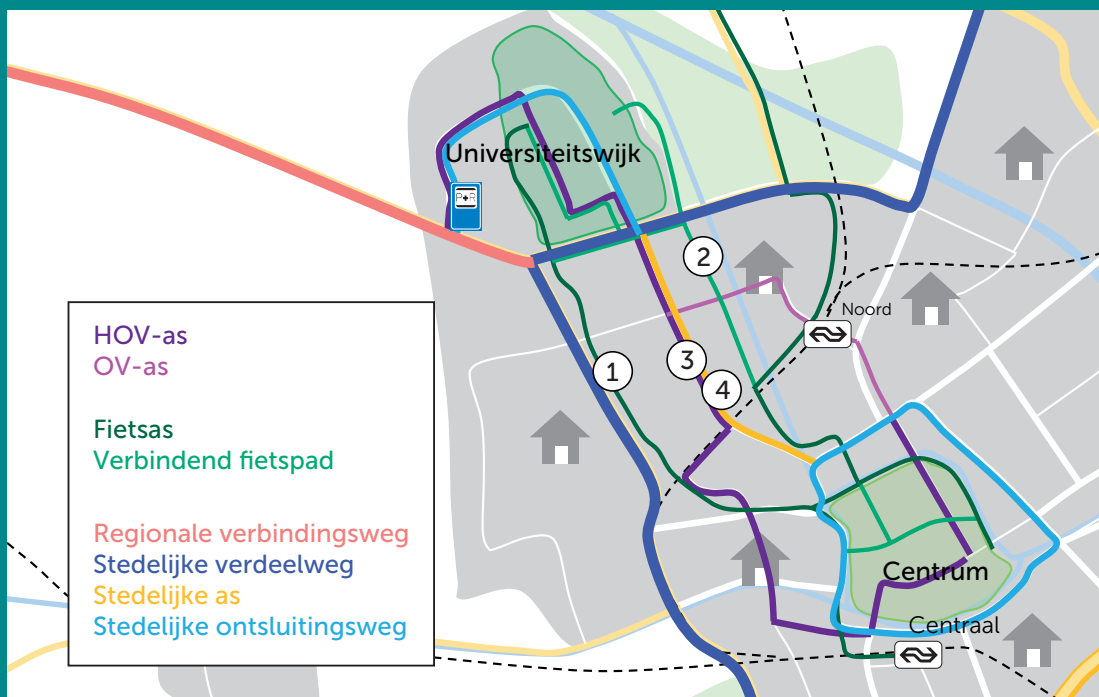 Universiteitswijk
P+R
2
Noord
HOV-as
OV-as
3
1
4
Fietsas
Verbindend fietspad
Regionale verbindingsweg
Stedelijke verdeelweg
Stedelijke as
Stedelijke ontsluitingsweg
Centrum
Centraal